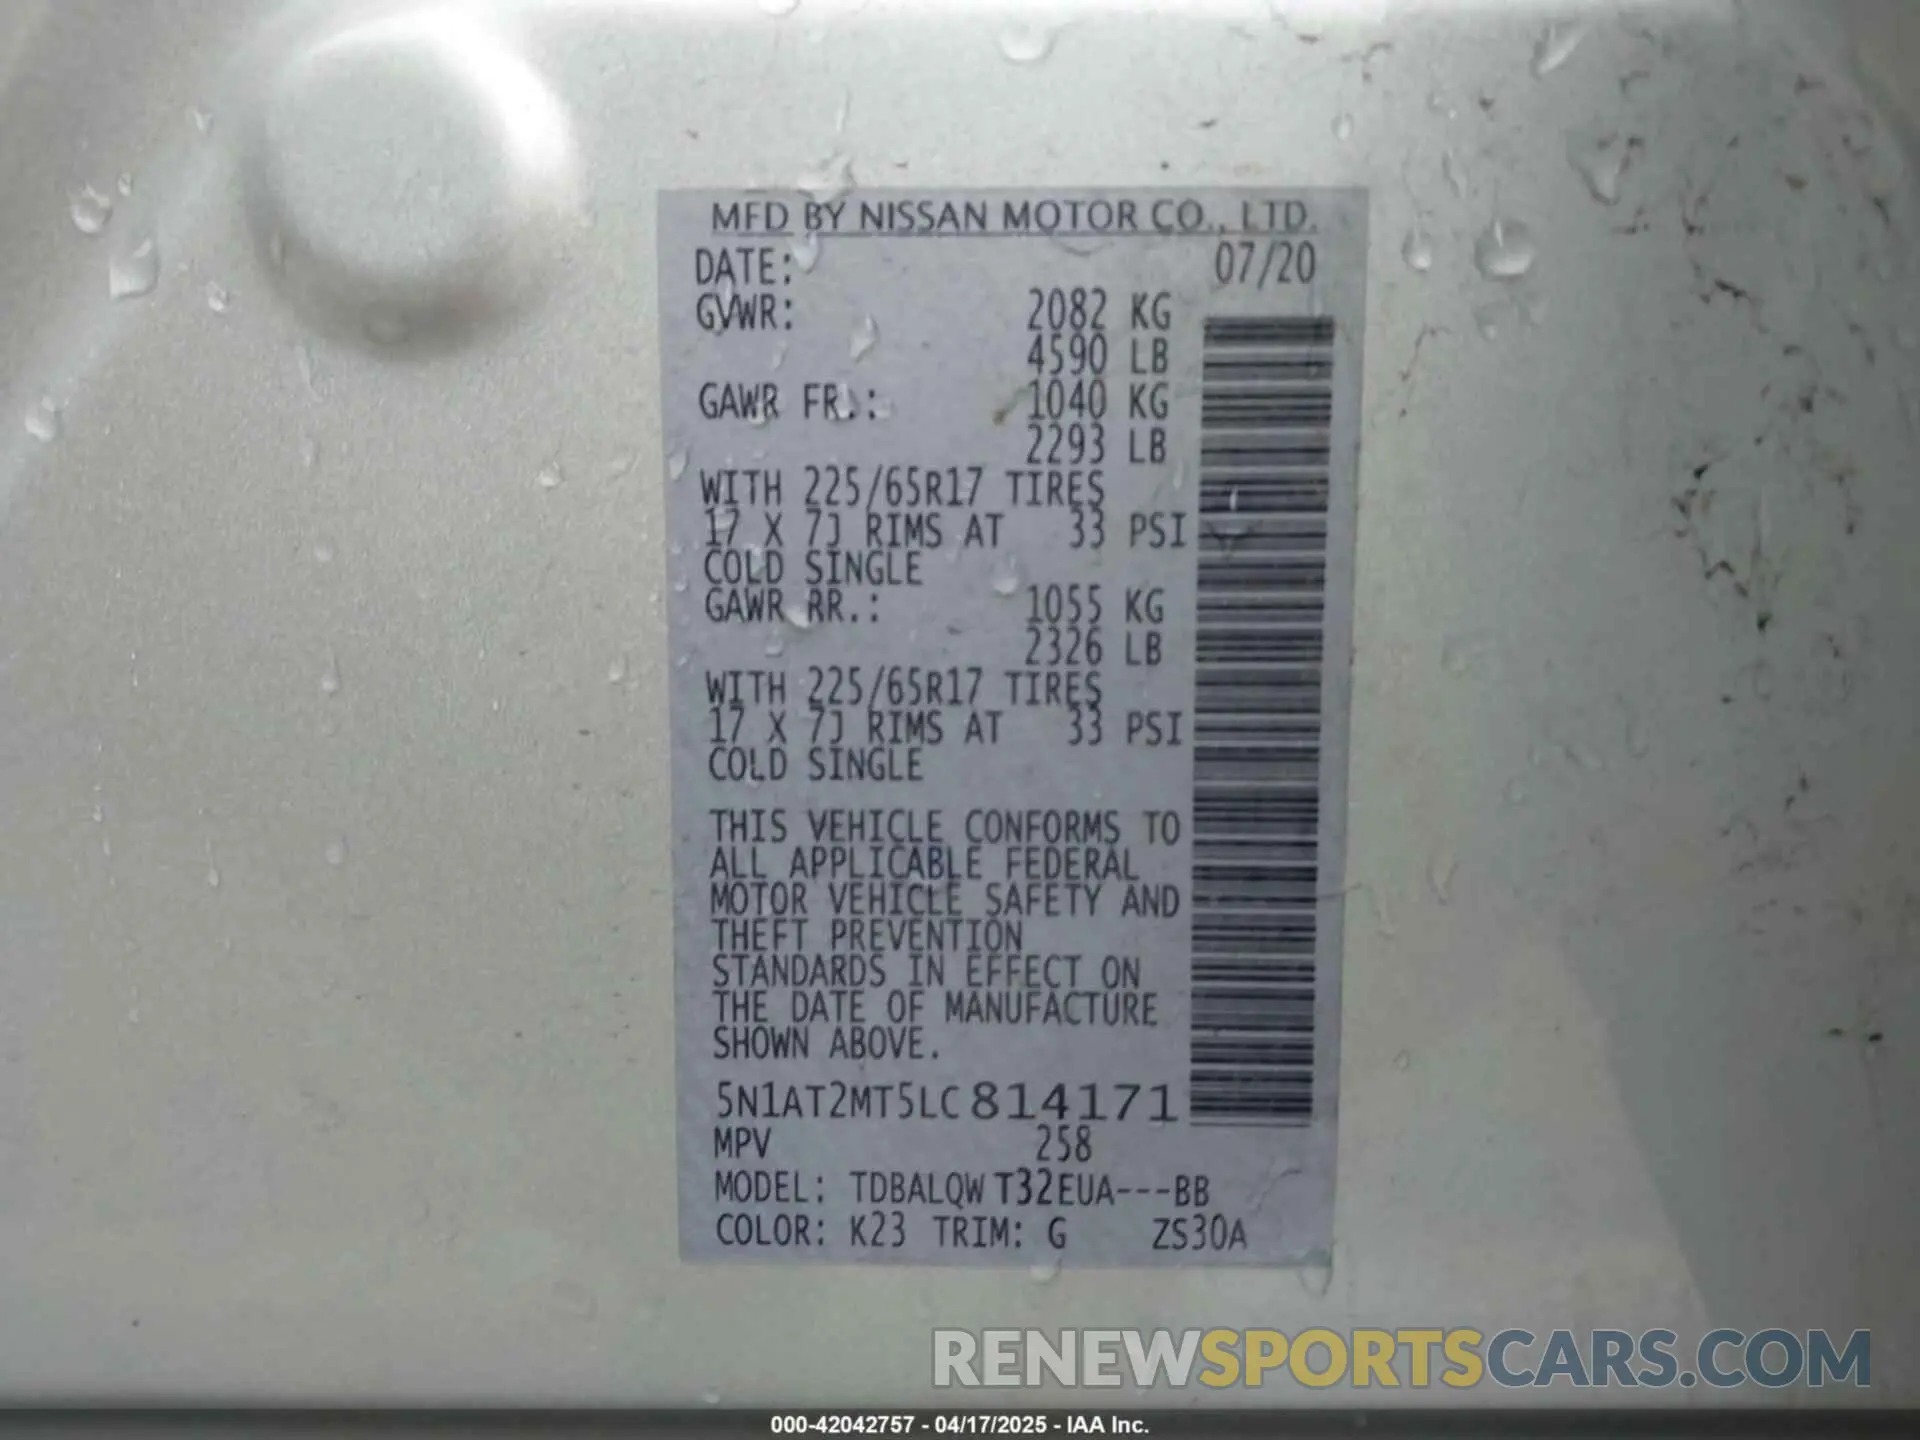 MFD BY NISSAN MOTOR CO., LTD.
DATE: 07/20
GVWR: 2082 KG
4590 LB
GAWR FR.: 1040 KG
2293 LB
WITH 225/65R17 TIRES
17 X 7J RIMS AT 33 PSI
COLD SINGLE
GAWR RR.: 1055 KG
2326 LB
WITH 225/65R17 TIRES
17 X 7J RIMS AT 33 PSI
COLD SINGLE
THIS VEHICLE CONFORMS TO
ALL APPLICABLE FEDERAL
MOTOR VEHICLE SAFETY AND
THEFT PREVENTION
STANDARDS IN EFFECT ON
THE DATE OF MANUFACTURE
SHOWN ABOVE.
5N1AT2MT5LC814171
MPV 258
MODEL: TDBALQW T32EUA---BB
COLOR: K23 TRIM: G ZS30A
RENEWSPORTSCARS.COM
000-42042757 - 04/17/2025 - IAA Inc.